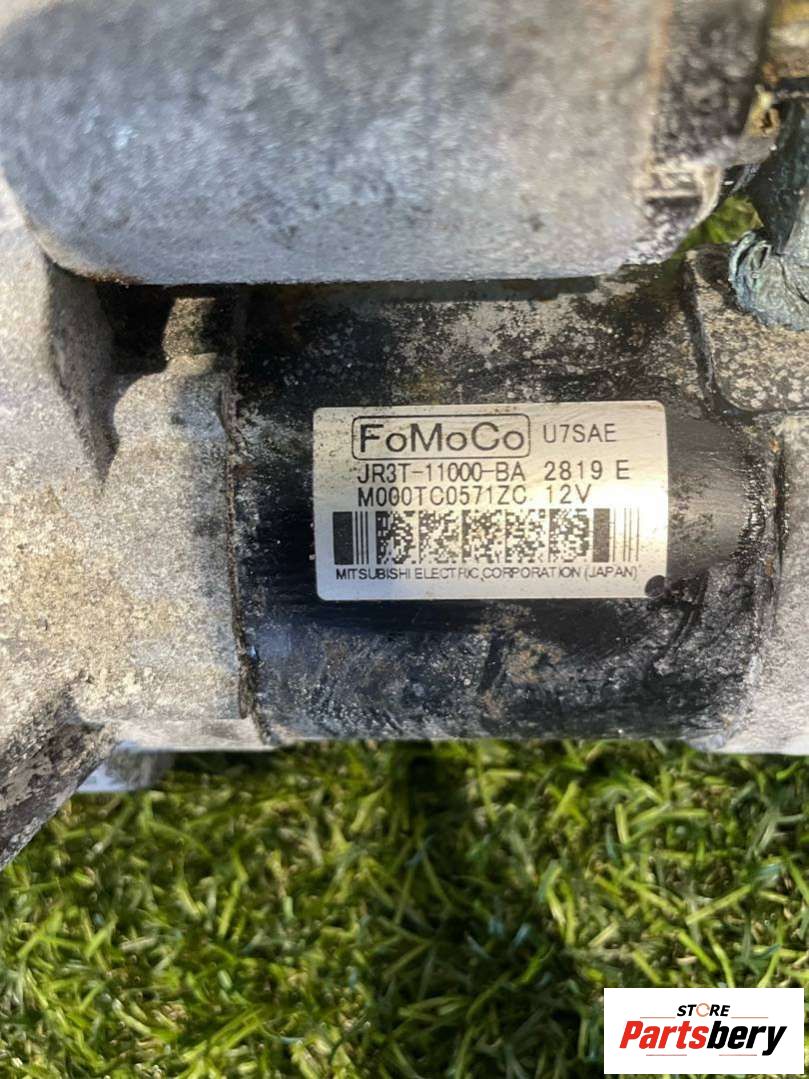 FoMoCo U7SAE
JR3T-11000-BA 2819 E
M000TC0571ZC 12V
MITSUBISHI ELECTRIC CORPORATION (JAPAN)
STORE
Partsbery